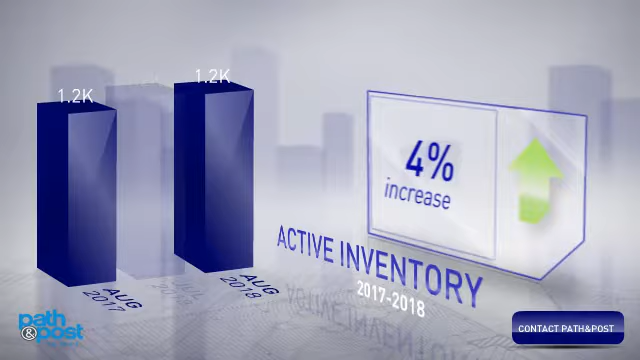 1.2K
1.2K
AUG
2017
JUL
AUG
2018
4%
increase
ACTIVE INVENTORY
2017-2018
path
&post
CONTACT PATH&POST